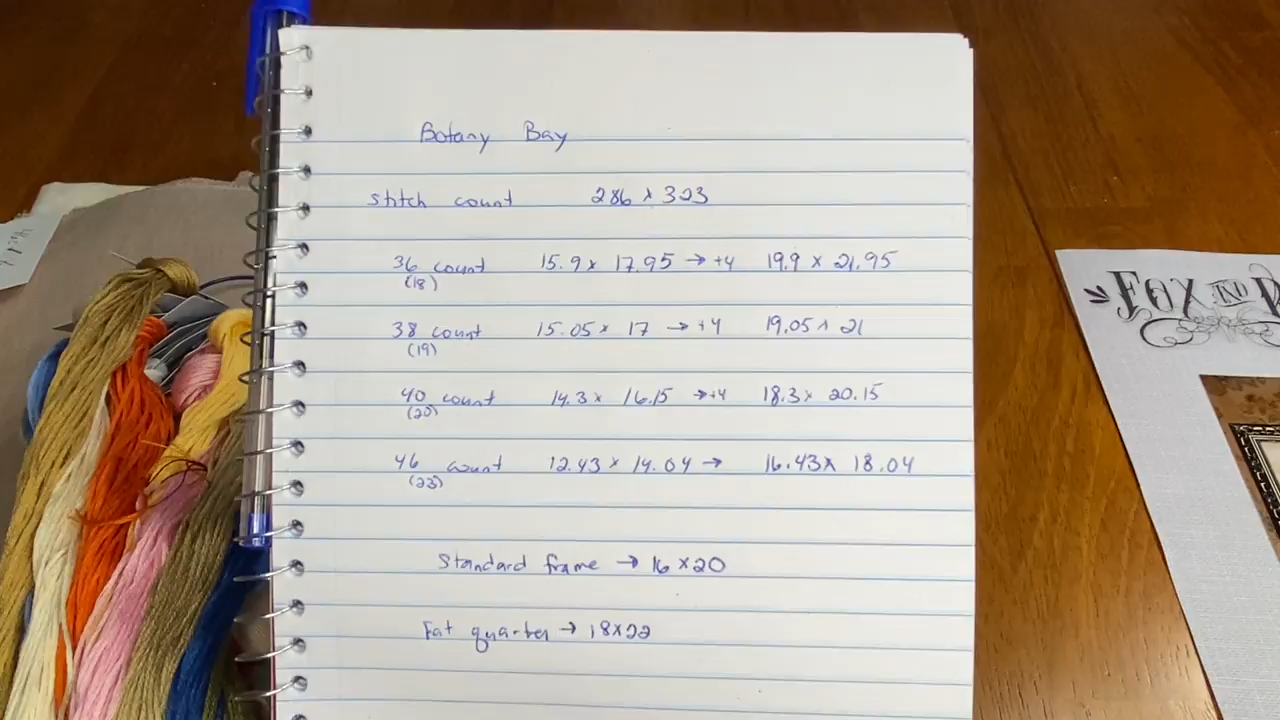 Botany Bay
stitch count 286 x 323
36 count 15.9 x 17.95 → +4 19.9 x 21.95
(18)
38 count 15.05 x 17 → +4 19.05 x 21
(19)
40 count 14.3 x 16.15 → +4 18.3 x 20.15
(20)
46 count 12.43 x 14.04 → 16.43 x 18.04
(23)
Standard frame → 16 x 20
Fat quarter → 18x22
FOX AND